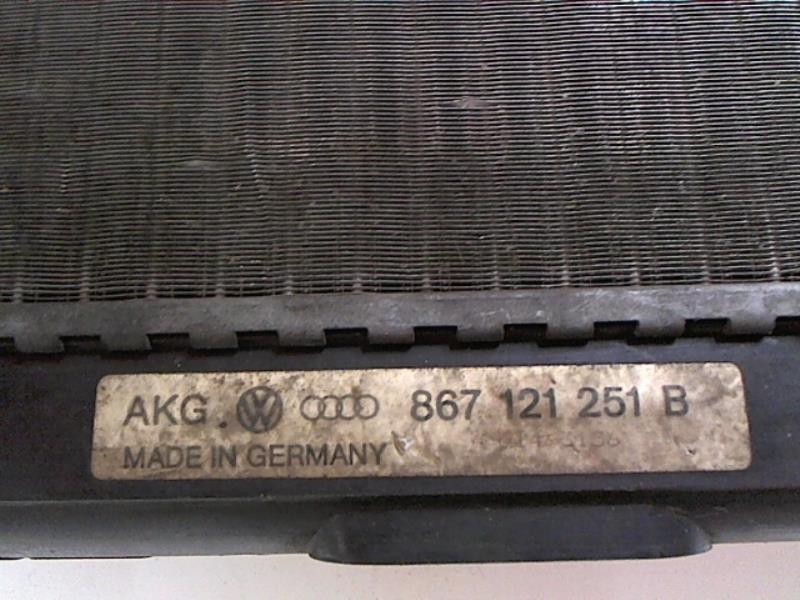 AKG. 867 121 251 B
MADE IN GERMANY